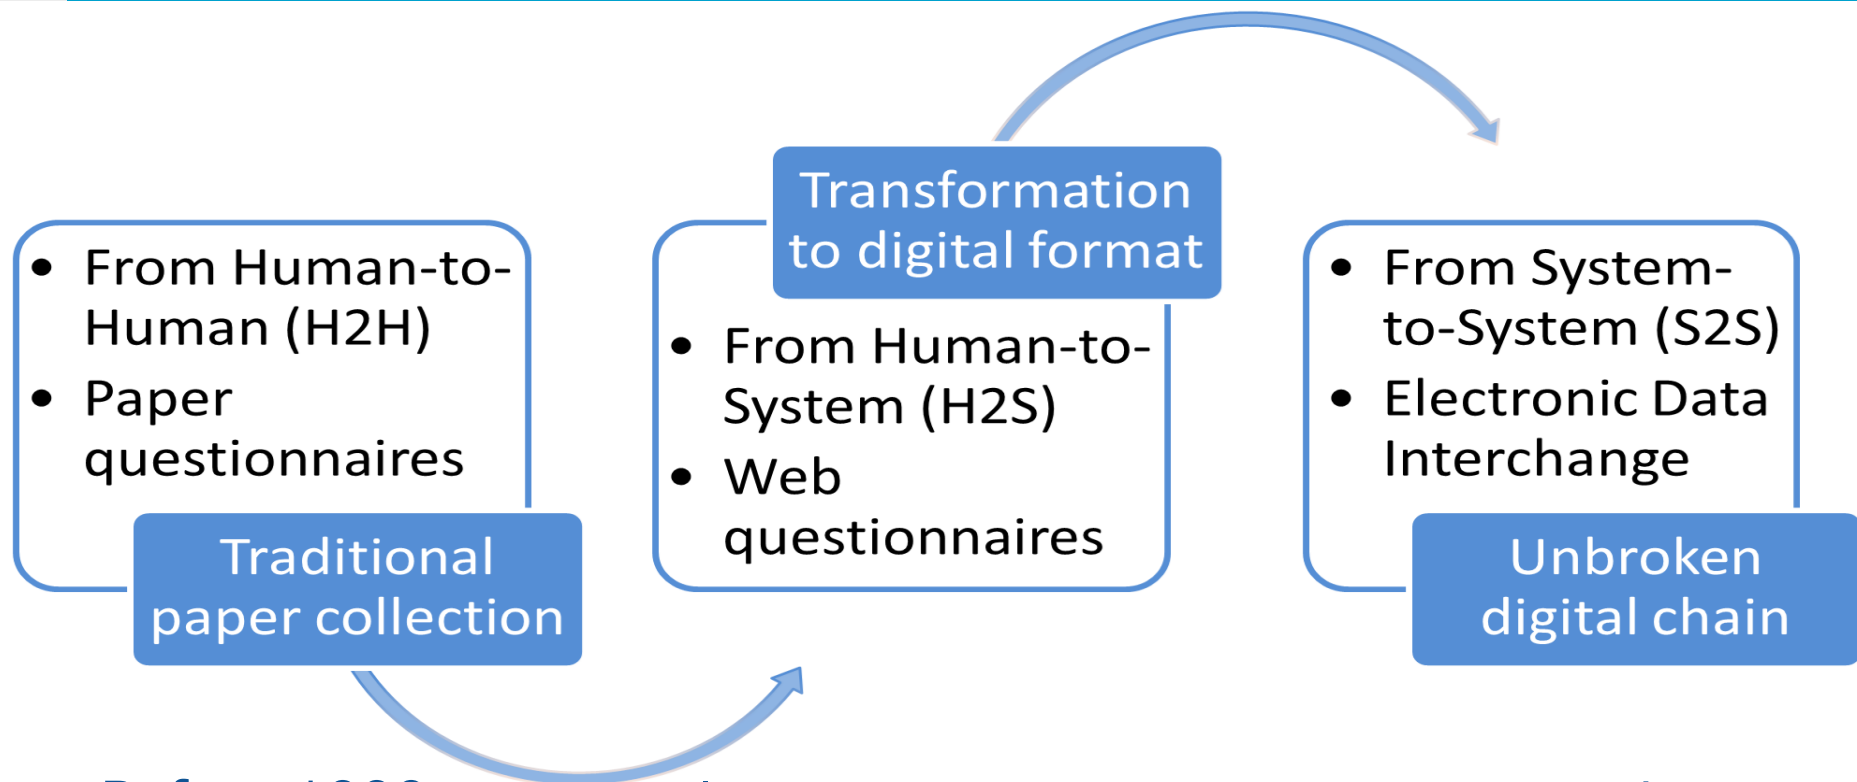 • From Human-to-
Human (H2H)
• Paper
questionnaires
Traditional
paper collection
Transformation
to digital format
• From Human-to-
System (H2S)
• Web
questionnaires
• From System-
to-System (S2S)
• Electronic Data
Interchange
Unbroken
digital chain